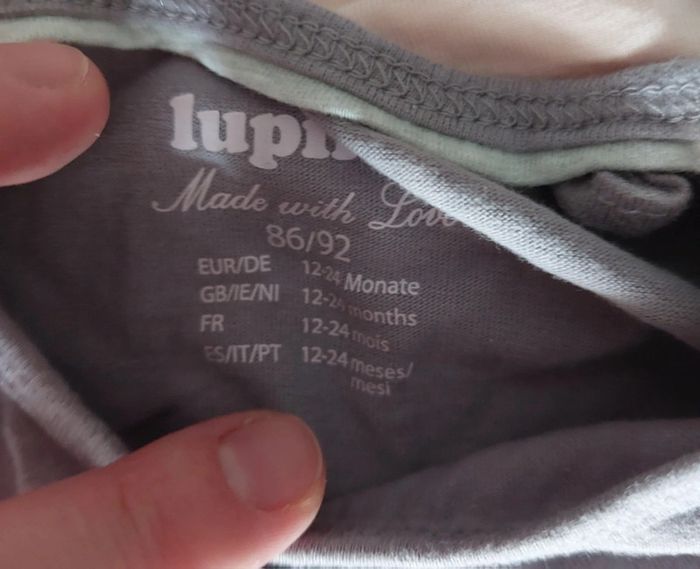 lupi
Made with Love
86/92
EUR/DE 12-24 Monate
GB/IE/NI 12-24 months
FR 12-24 mois
ES/IT/PT 12-24 meses/
mesi